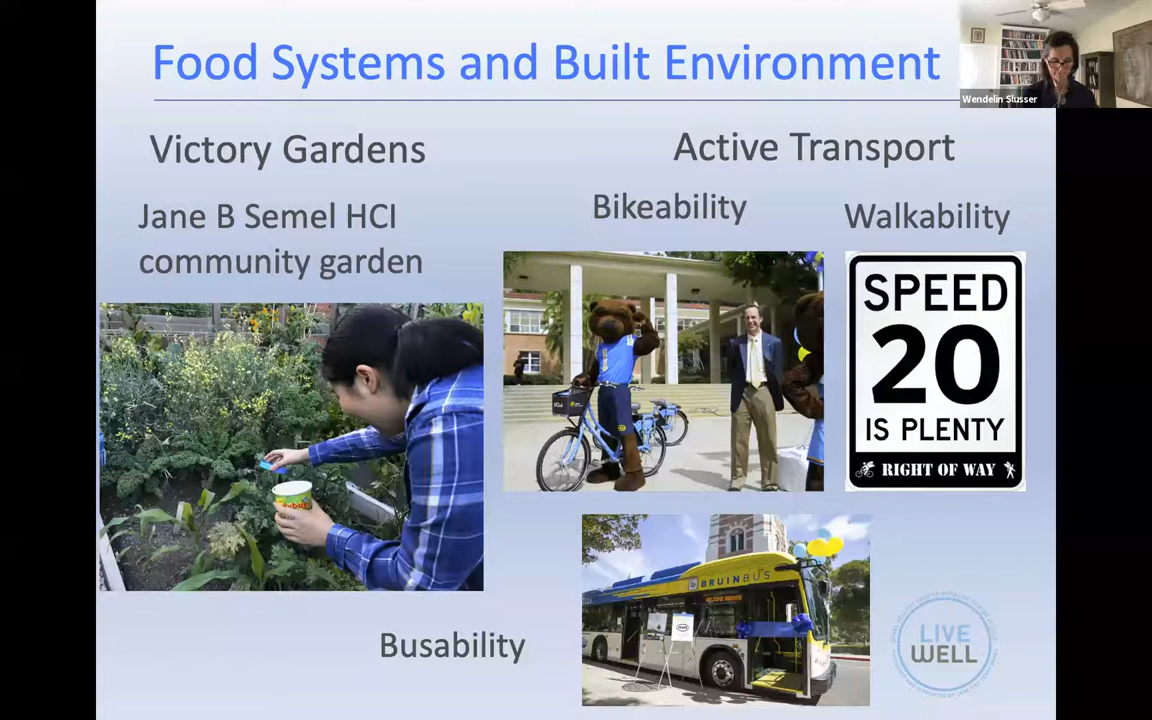 Food Systems and Built Environment
Wendelin Slusser
Victory Gardens
Active Transport
Jane B Semel HCI
community garden
Bikeability
Walkability
SPEED
20
IS PLENTY
RIGHT OF WAY
BRUINBUS
Busability
LIVE
WELL